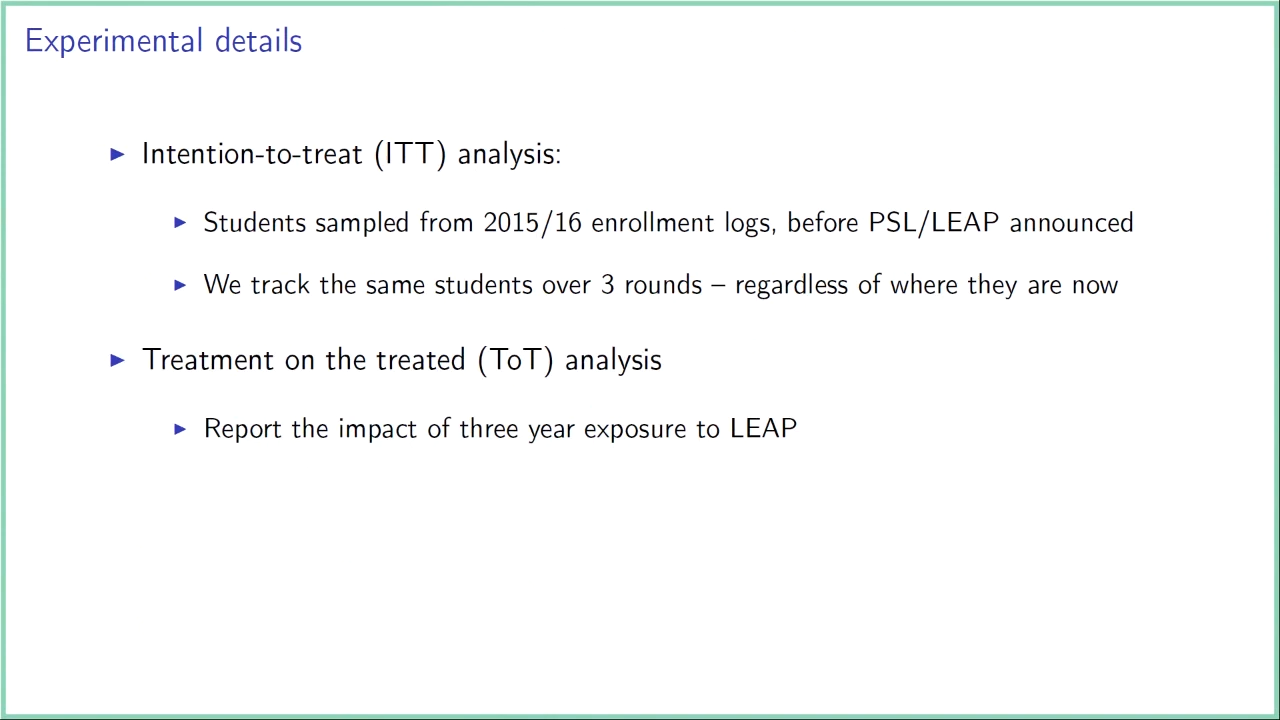 Experimental details
Intention-to-treat (ITT) analysis:
Students sampled from 2015/16 enrollment logs, before PSL/LEAP announced
We track the same students over 3 rounds – regardless of where they are now
Treatment on the treated (ToT) analysis
Report the impact of three year exposure to LEAP